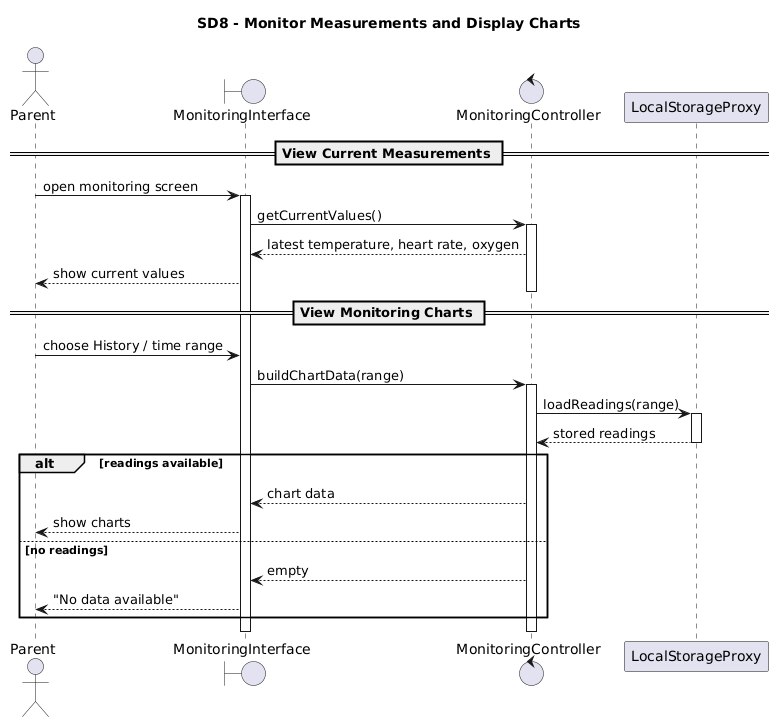 SD8 - Monitor Measurements and Display Charts
Parent
MonitoringInterface
MonitoringController
LocalStorageProxy
View Current Measurements
open monitoring screen
getCurrentValues()
latest temperature, heart rate, oxygen
show current values
View Monitoring Charts
choose History / time range
buildChartData(range)
loadReadings(range)
stored readings
alt [readings available]
chart data
show charts
[no readings]
empty
"No data available"
Parent
MonitoringInterface
MonitoringController
LocalStorageProxy